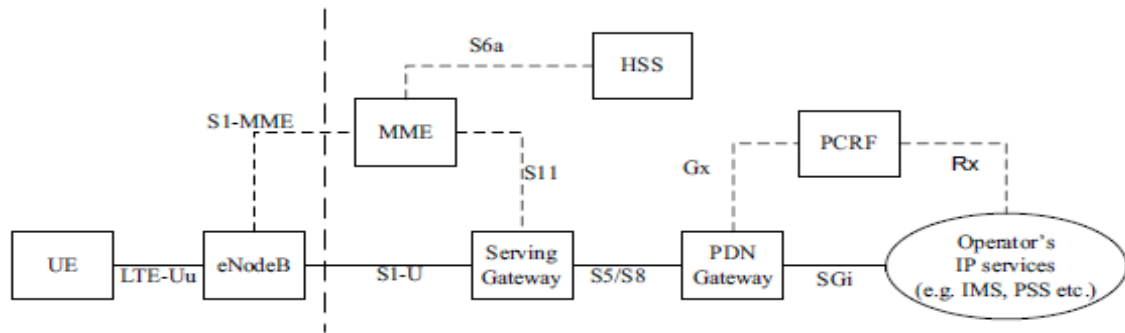 S6a
HSS
S1-MME
MME
PCRF
S11
Gx
Rx
UE
LTE-Uu
eNodeB
S1-U
Serving
Gateway
S5/S8
PDN
Gateway
SGi
Operator's
IP services
(e.g. IMS, PSS etc.)